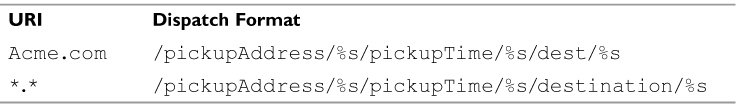 URI Dispatch Format
Acme.com /pickupAddress/%s/pickupTime/%s/dest/%s
*.* /pickupAddress/%s/pickupTime/%s/destination/%s